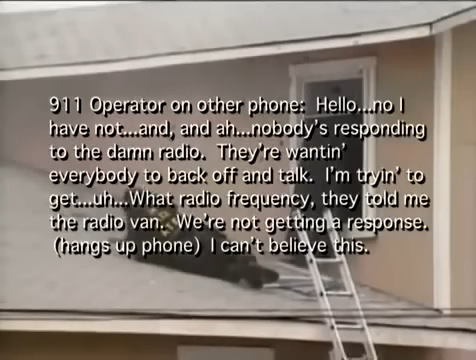 911 Operator on other phone: Hello...no I
have not...and, and ah...nobody's responding
to the damn radio. They're wantin'
everybody to back off and talk. I'm tryin' to
get...uh...What radio frequency, they told me
the radio van. We're not getting a response.
(hangs up phone) I can't believe this.